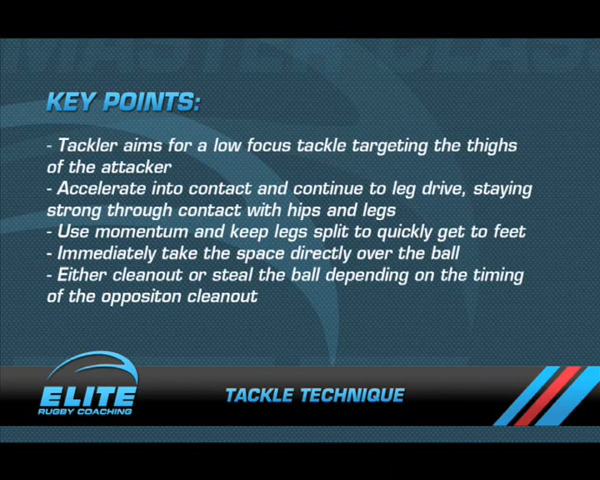 MASTER CLASS
KEY POINTS:
- Tackler aims for a low focus tackle targeting the thighs
of the attacker
- Accelerate into contact and continue to leg drive, staying
strong through contact with hips and legs
- Use momentum and keep legs split to quickly get to feet
- Immediately take the space directly over the ball
- Either cleanout or steal the ball depending on the timing
of the oppositon cleanout
ELITE
RUGBY COACHING
TACKLE TECHNIQUE